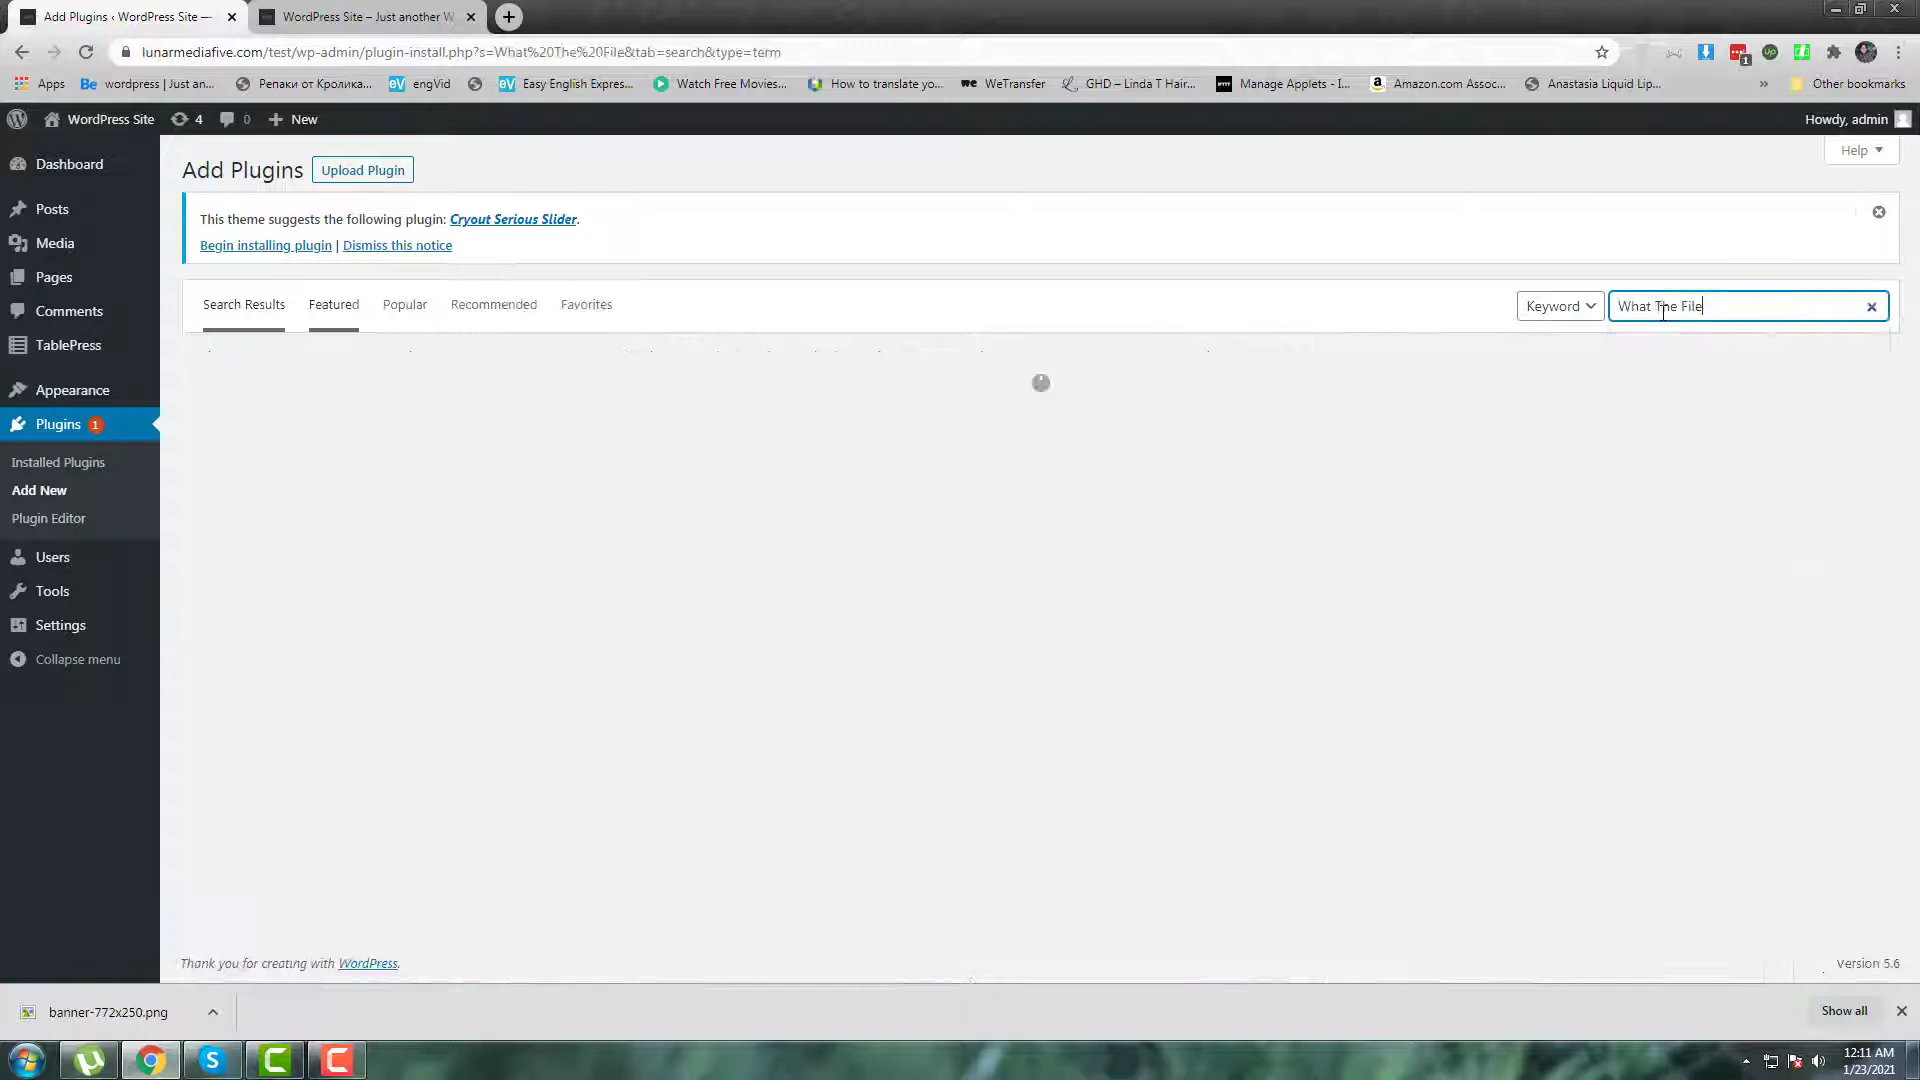 Add Plugins ‹ WordPress Site —
WordPress Site – Just another W
lunarmediafive.com/test/wp-admin/plugin-install.php?s=What%20The%20File&tab=search&type=term
Apps
wordpress | Just an...
Репаки от Кролика...
engVid
Easy English Expres...
Watch Free Movies...
How to translate yo...
WeTransfer
GHD – Linda T Hair...
Manage Applets - I...
Amazon.com Assoc...
Anastasia Liquid Lip...
»
Other bookmarks
WordPress Site
4
0
New
Howdy, admin
Dashboard
Posts
Media
Pages
Comments
TablePress
Appearance
Plugins 1
Installed Plugins
Add New
Plugin Editor
Users
Tools
Settings
Collapse menu
Add Plugins
Upload Plugin
Help
This theme suggests the following plugin: Cryout Serious Slider.
Begin installing plugin | Dismiss this notice
Search Results
Featured
Popular
Recommended
Favorites
Keyword
What The File
Thank you for creating with WordPress.
Version 5.6
banner-772x250.png
Show all
12:11 AM
1/23/2021